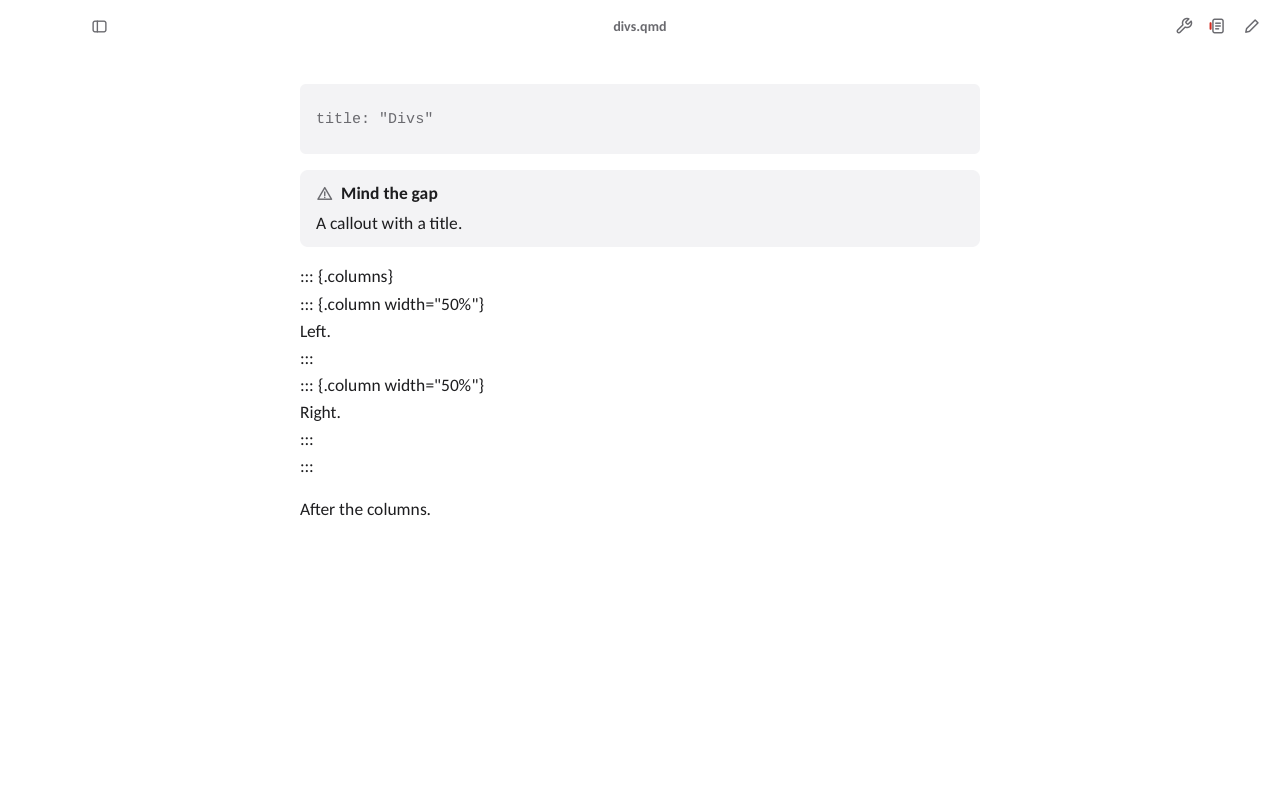 divs.qmd
title: "Divs"
Mind the gap
A callout with a title.
::: {.columns}
::: {.column width="50%"}
Left.
:::
::: {.column width="50%"}
Right.
:::
:::
After the columns.